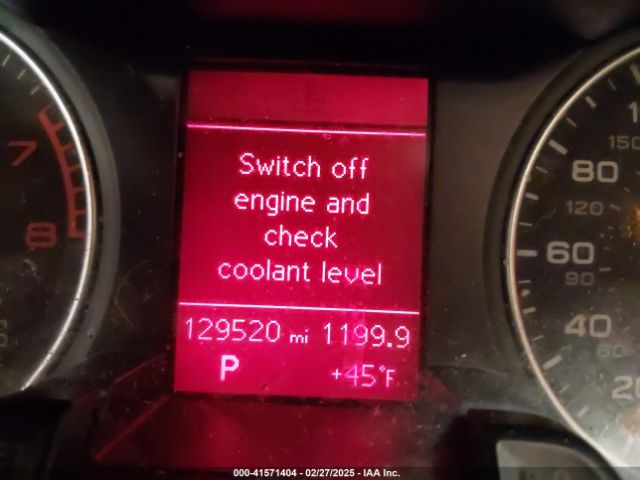 Switch off
engine and
check
coolant level
129520 mi 1199.9
P +45°F
7
8
150
80
120
60
90
40
000-41571404 - 02/27/2025 - IAA Inc.